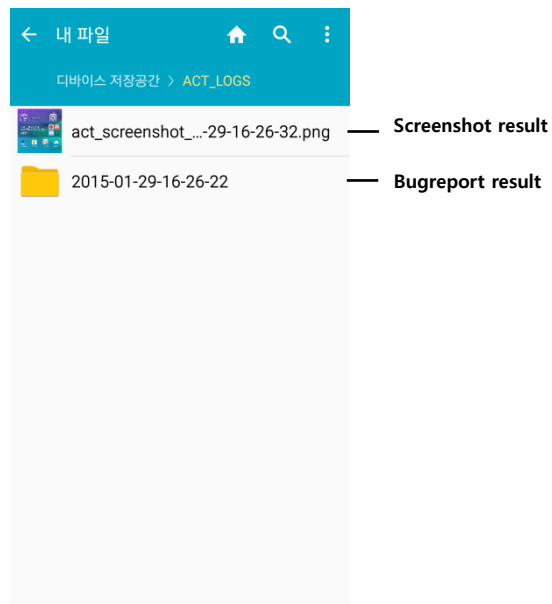 내 파일
디바이스 저장공간 > ACT_LOGS
act_screenshot_...-29-16-26-32.png
Screenshot result
2015-01-29-16-26-22
Bugreport result